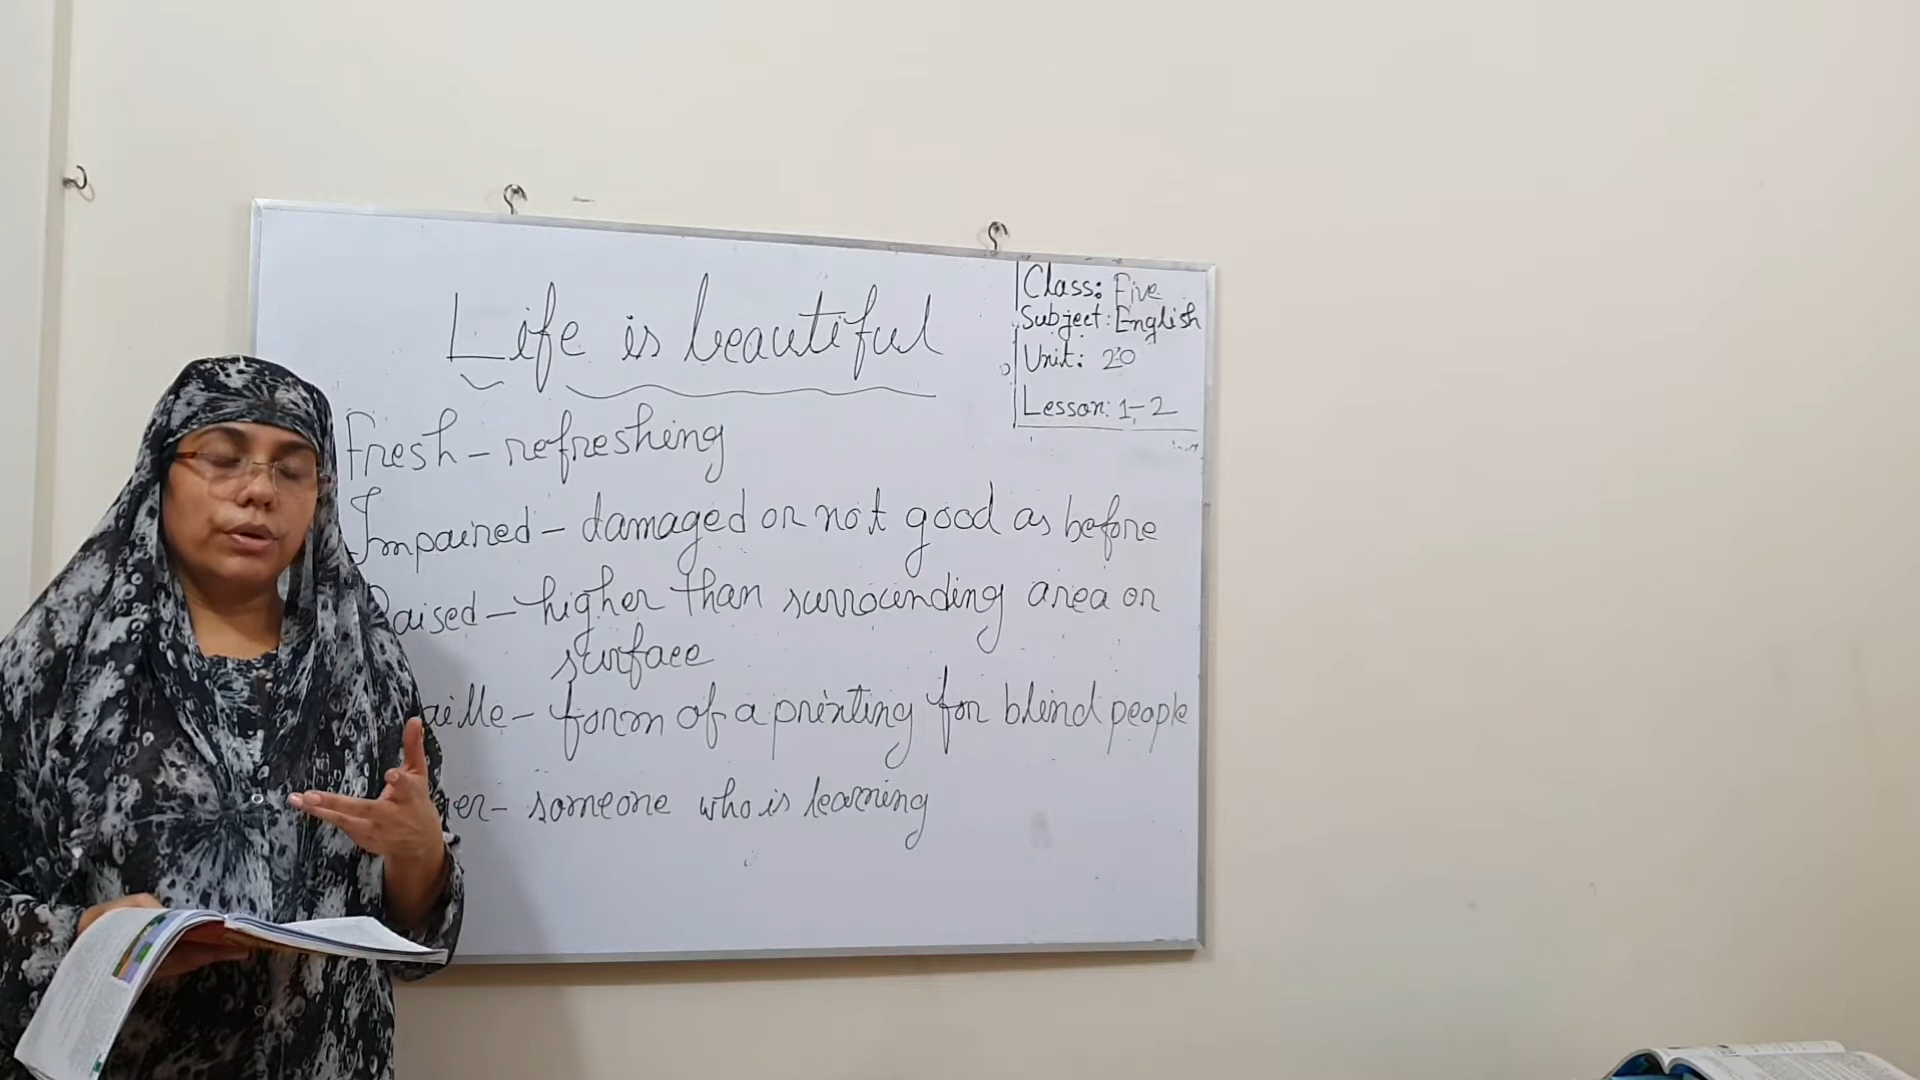 Life is beautiful
Class: Five
Subject: English
Unit: 20
Lesson: 1-2
Fresh - refreshing
Impaired - damaged or not good as before
Raised - higher than surrounding area or
surface
aille - form of a printing for blind people
ner - someone who is learning